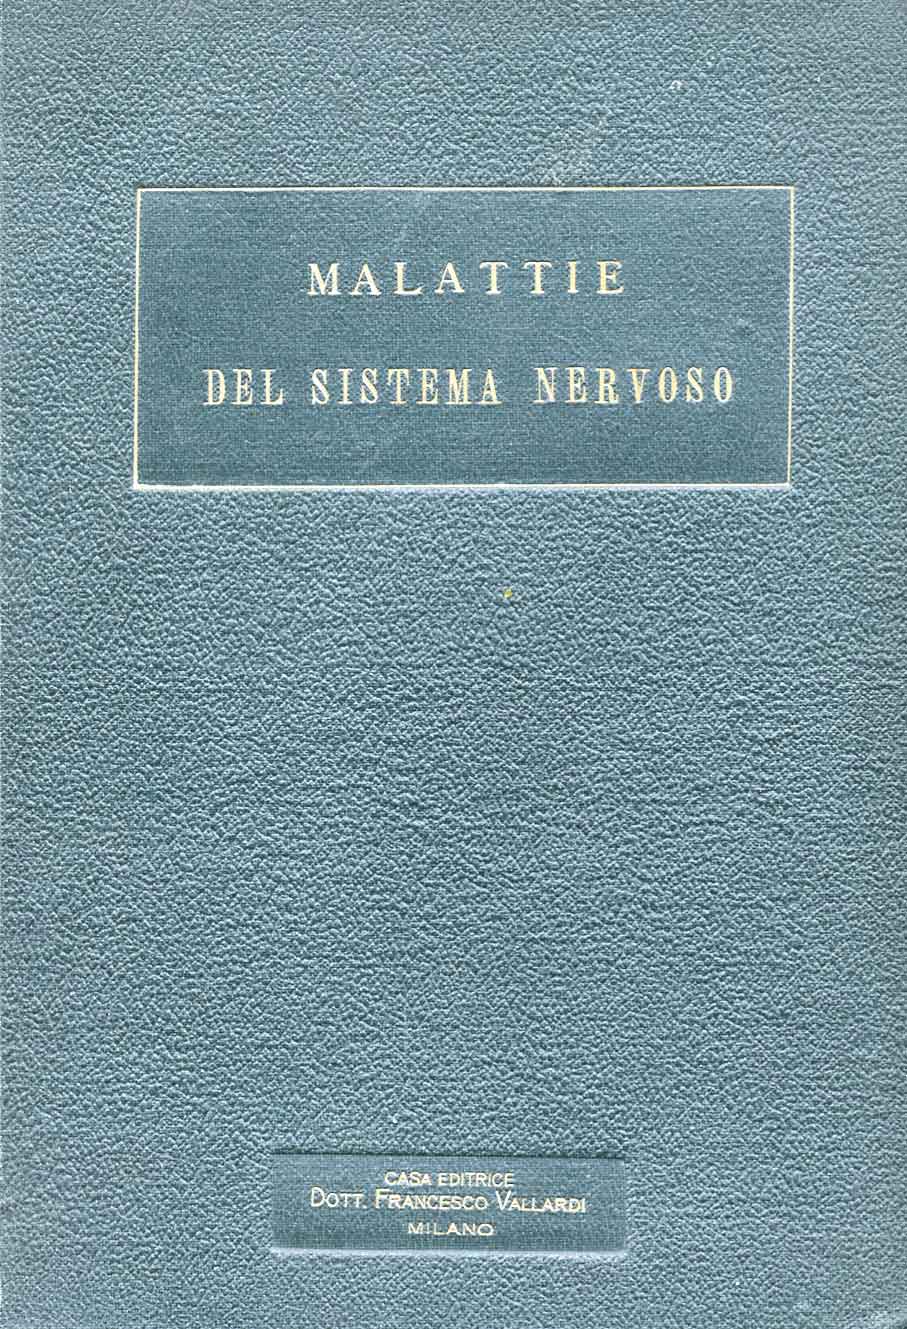 MALATTIE
DEL SISTEMA NERVOSO
CASA EDITRICE
DOTT. FRANCESCO VALLARDI
MILANO